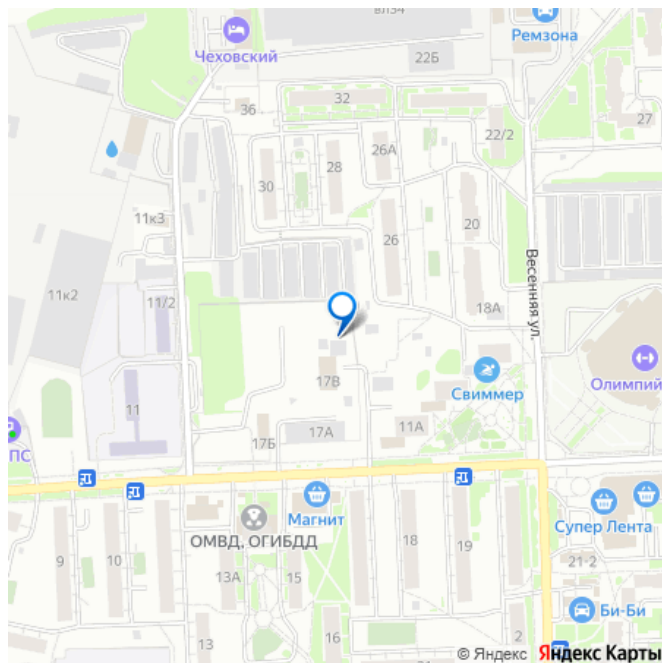 вл34
Чеховский
22Б
Ремзона
36
32
22/2
27
26А
28
30
20
11к3
26
Весенняя ул.
11к2
11/2
18А
17В
Свиммер
Олимпий
11
17Б
17А
11А
ПС
Магнит
Супер Лента
ОМВД, ОГИБДД
9
10
18
19
21-2
13А
15
Би-Би
13
16
2
© Яндекс Яндекс Карты